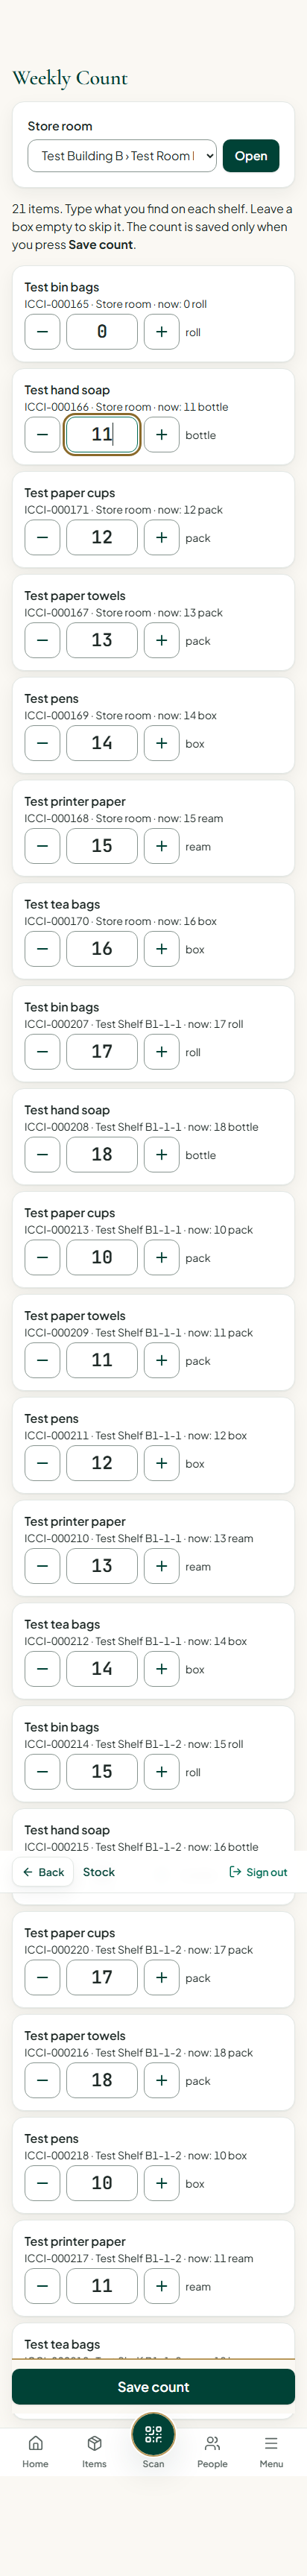 Weekly Count
Store room
Test Building B › Test Room
Open
21 items. Type what you find on each shelf. Leave a
box empty to skip it. The count is saved only when
you press Save count.
Test bin bags
ICCI-000165 · Store room · now: 0 roll
− 0 + roll
Test hand soap
ICCI-000166 · Store room · now: 11 bottle
− 11 + bottle
Test paper cups
ICCI-000171 · Store room · now: 12 pack
− 12 + pack
Test paper towels
ICCI-000167 · Store room · now: 13 pack
− 13 + pack
Test pens
ICCI-000169 · Store room · now: 14 box
− 14 + box
Test printer paper
ICCI-000168 · Store room · now: 15 ream
− 15 + ream
Test tea bags
ICCI-000170 · Store room · now: 16 box
− 16 + box
Test bin bags
ICCI-000207 · Test Shelf B1-1-1 · now: 17 roll
− 17 + roll
Test hand soap
ICCI-000208 · Test Shelf B1-1-1 · now: 18 bottle
− 18 + bottle
Test paper cups
ICCI-000213 · Test Shelf B1-1-1 · now: 10 pack
− 10 + pack
Test paper towels
ICCI-000209 · Test Shelf B1-1-1 · now: 11 pack
− 11 + pack
Test pens
ICCI-000211 · Test Shelf B1-1-1 · now: 12 box
− 12 + box
Test printer paper
ICCI-000210 · Test Shelf B1-1-1 · now: 13 ream
− 13 + ream
Test tea bags
ICCI-000212 · Test Shelf B1-1-1 · now: 14 box
− 14 + box
Test bin bags
ICCI-000214 · Test Shelf B1-1-2 · now: 15 roll
− 15 + roll
Test hand soap
ICCI-000215 · Test Shelf B1-1-2 · now: 16 bottle
Back Stock Sign out
Test paper cups
ICCI-000220 · Test Shelf B1-1-2 · now: 17 pack
− 17 + pack
Test paper towels
ICCI-000216 · Test Shelf B1-1-2 · now: 18 pack
− 18 + pack
Test pens
ICCI-000218 · Test Shelf B1-1-2 · now: 10 box
− 10 + box
Test printer paper
ICCI-000217 · Test Shelf B1-1-2 · now: 11 ream
− 11 + ream
Test tea bags
Save count
Home Items Scan People Menu